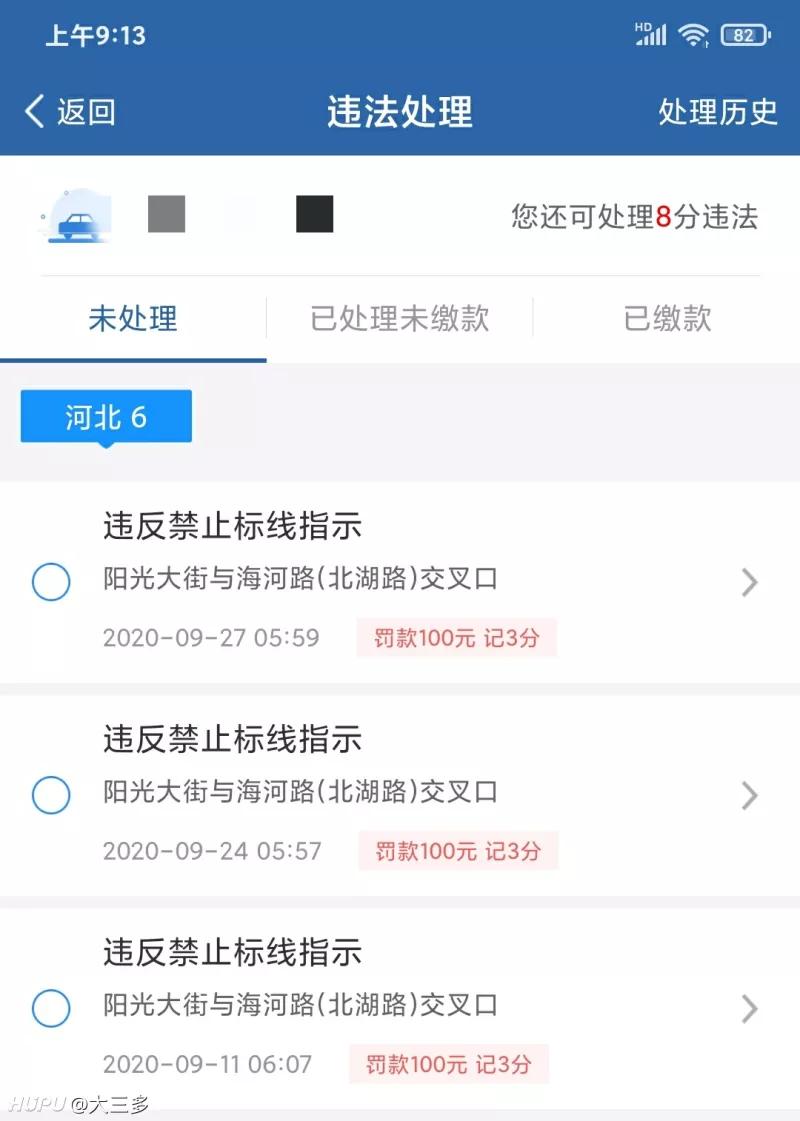 上午9:13
HD
82
返回
违法处理
处理历史
您还可处理8分违法
未处理
已处理未缴款
已缴款
河北 6
违反禁止标线指示
阳光大街与海河路(北湖路)交叉口
2020-09-27 05:59
罚款100元 记3分
违反禁止标线指示
阳光大街与海河路(北湖路)交叉口
2020-09-24 05:57
罚款100元 记3分
违反禁止标线指示
阳光大街与海河路(北湖路)交叉口
2020-09-11 06:07
罚款100元 记3分
HUPU @大三多